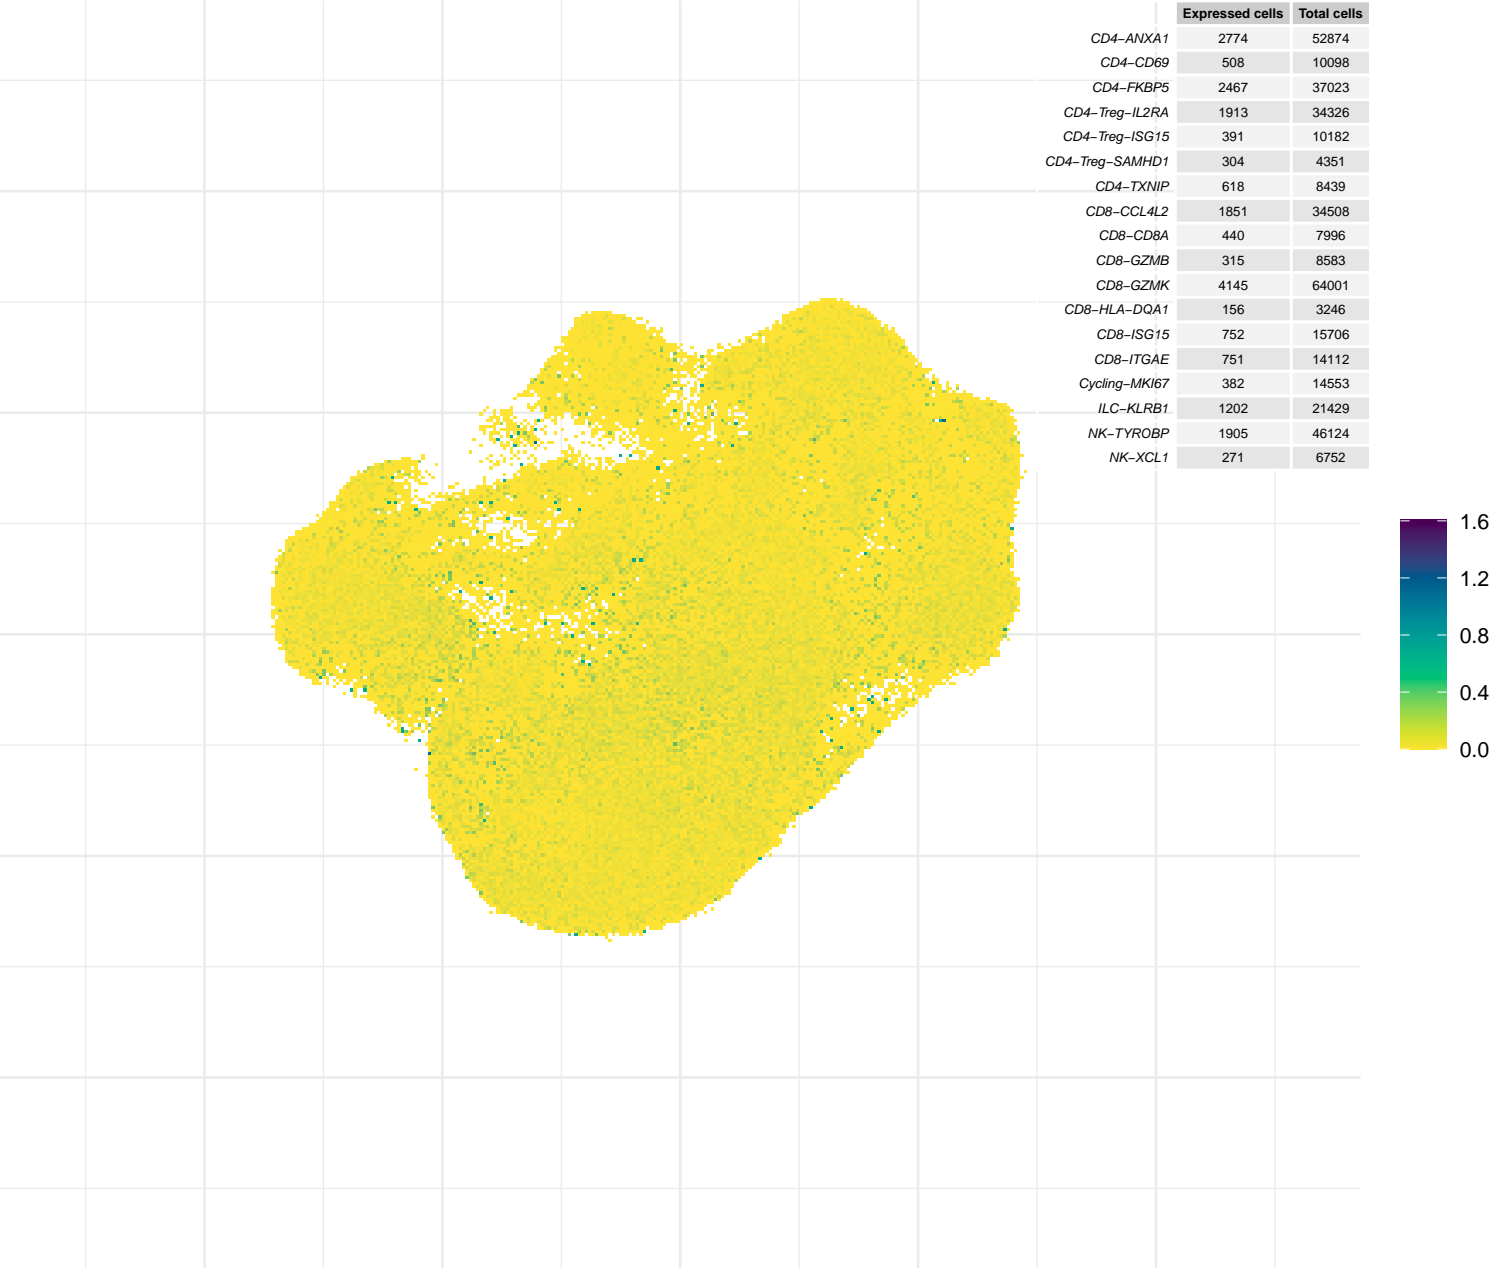 Expressed cells Total cells
CD4−ANXA1 2774 52874
CD4−CD69 508 10098
CD4−FKBP5 2467 37023
CD4−Treg−IL2RA 1913 34326
CD4−Treg−ISG15 391 10182
CD4−Treg−SAMHD1 304 4351
CD4−TXNIP 618 8439
CD8−CCL4L2 1851 34508
CD8−CD8A 440 7996
CD8−GZMB 315 8583
CD8−GZMK 4145 64001
CD8−HLA−DQA1 156 3246
CD8−ISG15 752 15706
CD8−ITGAE 751 14112
Cycling−MKI67 382 14553
ILC−KLRB1 1202 21429
NK−TYROBP 1905 46124
NK−XCL1 271 6752
1.6
1.2
0.8
0.4
0.0